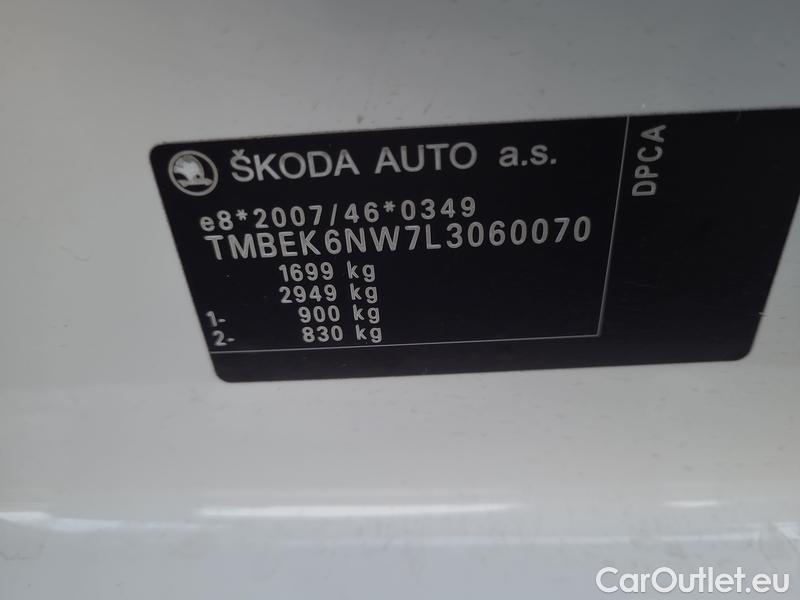 ŠKODA AUTO a.s.
DPCA
e8*2007/46*0349
TMBEK6NW7L3060070
1699 kg
2949 kg
1- 900 kg
2- 830 kg
CarOutlet.eu